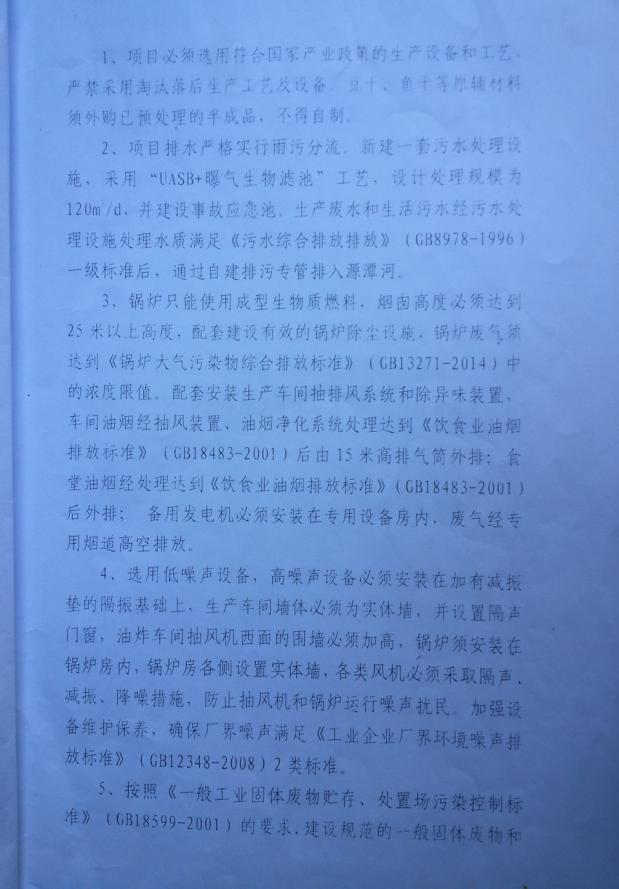 1、项目必须选用符合国家产业政策的生产设备和工艺，
严禁采用淘汰落后生产工艺及设备。豆干、鱼干等原辅材料
须外购已预处理的半成品，不得自制。
2、项目排水严格实行雨污分流。新建一套污水处理设
施，采用“UASB+曝气生物滤池”工艺，设计处理规模为
120m³/d，并建设事故应急池。生产废水和生活污水经污水处
理设施处理水质满足《污水综合排放排放》（GB8978-1996）
一级标准后，通过自建排污专管排入源潭河。
3、锅炉只能使用成型生物质燃料，烟囱高度必须达到
25米以上高度，配套建设有效的锅炉除尘设施，锅炉废气须
达到《锅炉大气污染物综合排放标准》（GB13271-2014）中
的浓度限值。配套安装生产车间抽排风系统和除异味装置，
车间油烟经抽风装置、油烟净化系统处理达到《饮食业油烟
排放标准》（GB18483-2001）后由15米高排气筒外排；食
堂油烟经处理达到《饮食业油烟排放标准》（GB18483-2001）
后外排； 备用发电机必须安装在专用设备房内，废气经专
用烟道高空排放。
4、选用低噪声设备，高噪声设备必须安装在加有减振
垫的隔振基础上，生产车间墙体必须为实体墙，并设置隔声
门窗，油炸车间抽风机西面的围墙必须加高，锅炉须安装在
锅炉房内，锅炉房各侧设置实体墙，各类风机必须采取隔声、
减振、降噪措施，防止抽风机和锅炉运行噪声扰民。加强设
备维护保养，确保厂界噪声满足《工业企业厂界环境噪声排
放标准》（GB12348-2008）2类标准。
5、按照《一般工业固体废物贮存、处置场污染控制标
准》（GB18599-2001）的要求，建设规范的一般固体废物和